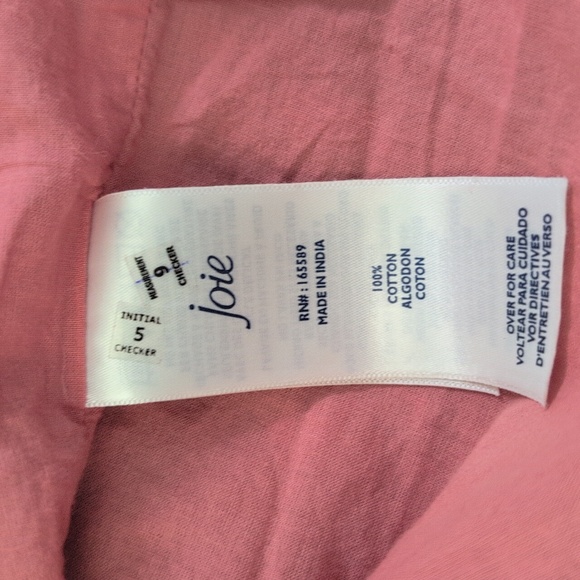 MEASUREMENT
9
CHECKER
INITIAL
5
CHECKER
joie
RN#: 165589
MADE IN INDIA
100%
COTTON
ALGODON
COTON
OVER FOR CARE
VOLTEAR PARA CUIDADO
VOIR DIRECTIVES
D'ENTRETIEN AU VERSO